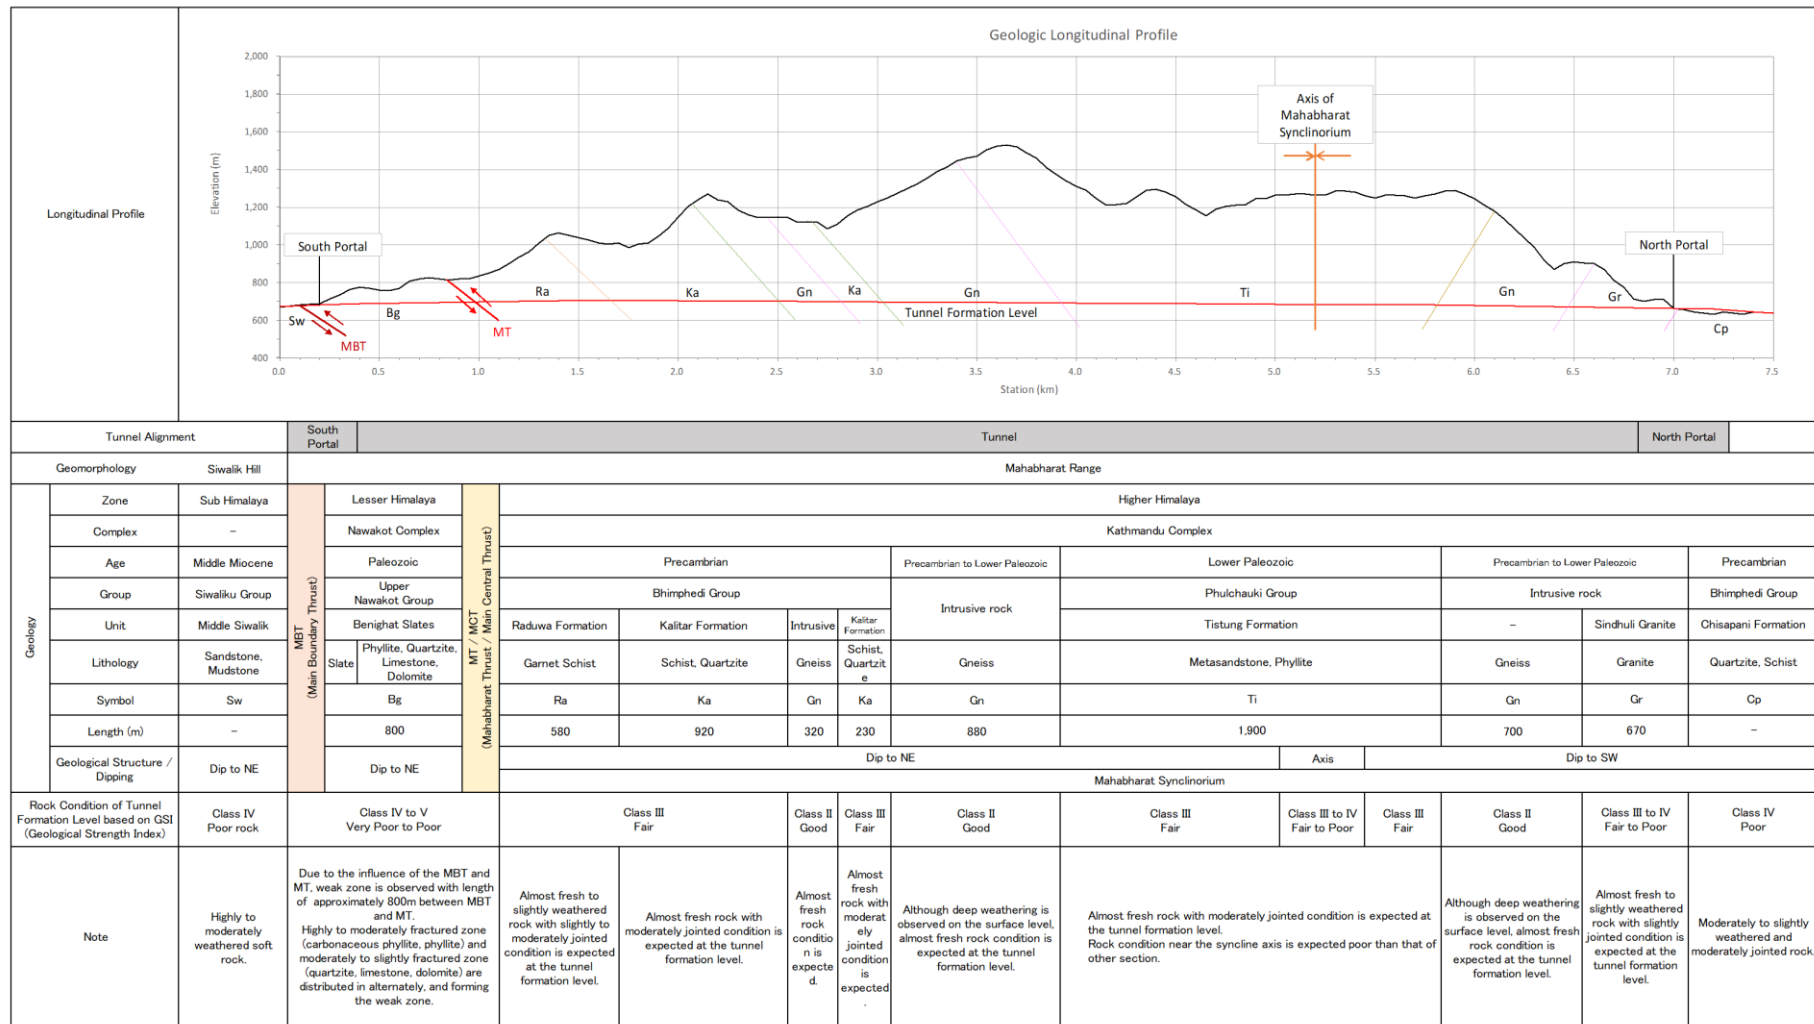 Longitudinal Profile
Geologic Longitudinal Profile
Elevation (m)
2,000
1,800
1,600
1,400
1,200
1,000
800
600
400
0.0 0.5 1.0 1.5 2.0 2.5 3.0 3.5 4.0 4.5 5.0 5.5 6.0 6.5 7.0 7.5
Station (km)
South Portal
Axis of
Mahabharat
Synclinorium
North Portal
Sw
MBT
Bg
MT
Ra
Ka
Gn
Ka
Gn
Tunnel Formation Level
Ti
Gn
Gr
Cp
Tunnel Alignment
South
Portal
Tunnel
North Portal
Geomorphology
Siwalik Hill
Mahabharat Range
Geology
Zone
Sub Himalaya
MBT
(Main Boundary Thrust)
Lesser Himalaya
MT / MCT
(Mahabharat Thrust / Main Central Thrust)
Higher Himalaya
Complex
-
Nawakot Complex
Kathmandu Complex
Age
Middle Miocene
Paleozoic
Precambrian
Precambrian to Lower Paleozoic
Lower Paleozoic
Precambrian to Lower Paleozoic
Precambrian
Group
Siwaliku Group
Upper
Nawakot Group
Bhimphedi Group
Intrusive rock
Phulchauki Group
Intrusive rock
Bhimphedi Group
Unit
Middle Siwalik
Benighat Slates
Raduwa Formation
Kalitar Formation
Intrusive
Kalitar
Formation
Tistung Formation
-
Sindhuli Granite
Chisapani Formation
Lithology
Sandstone,
Mudstone
Slate
Phyllite, Quartzite,
Limestone,
Dolomite
Garnet Schist
Schist, Quartzite
Gneiss
Schist,
Quartzit
e
Gneiss
Metasandstone, Phyllite
Gneiss
Granite
Quartzite, Schist
Symbol
Sw
Bg
Ra
Ka
Gn
Ka
Gn
Ti
Gn
Gr
Cp
Length (m)
-
800
580
920
320
230
880
1,900
700
670
-
Geological Structure /
Dipping
Dip to NE
Dip to NE
Dip to NE
Axis
Dip to SW
Mahabharat Synclinorium
Rock Condition of Tunnel
Formation Level based on GSI
(Geological Strength Index)
Class IV
Poor rock
Class IV to V
Very Poor to Poor
Class III
Fair
Class II
Good
Class III
Fair
Class II
Good
Class III
Fair
Class III to IV
Fair to Poor
Class III
Fair
Class II
Good
Class III to IV
Fair to Poor
Class IV
Poor
Note
Highly to
moderately
weathered soft
rock.
Due to the influence of the MBT and
MT, weak zone is observed with length
of approximately 800m between MBT
and MT.
Highly to moderately fractured zone
(carbonaceous phyllite, phyllite) and
moderately to slightly fractured zone
(quartzite, limestone, dolomite) are
distributed in alternately, and forming
the weak zone.
Almost fresh to
slightly weathered
rock with slightly to
moderately jointed
condition is expected
at the tunnel
formation level.
Almost fresh rock with
moderately jointed condition is
expected at the tunnel
formation level.
Almost
fresh
rock
conditio
n is
expecte
d.
Almost
fresh
rock with
moderat
ely
jointed
condition
is
expected
.
Although deep weathering is
observed on the surface level,
almost fresh rock condition is
expected at the tunnel
formation level.
Almost fresh rock with moderately jointed condition is expected at
the tunnel formation level.
Rock condition near the syncline axis is expected poor than that of
other section.
Although deep weathering
is observed on the
surface level, almost fresh
rock condition is
expected at the tunnel
formation level.
Almost fresh to
slightly weathered
rock with slightly
jointed condition is
expected at the
tunnel formation
level.
Moderately to slightly
weathered and
moderately jointed rock.